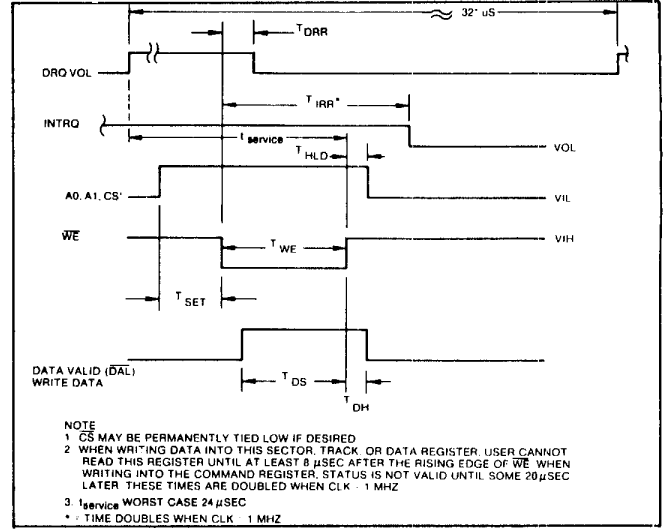 32* uS
TDRR
DRQ VOL
TIRR*
INTRQ
tservice
VOL
THLD
A0, A1, CS*
VIL
WE
VIH
TWE
TSET
DATA VALID (DAL)
WRITE DATA
TDS
TDH
NOTE
1 CS MAY BE PERMANENTLY TIED LOW IF DESIRED
2 WHEN WRITING DATA INTO THIS SECTOR, TRACK, OR DATA REGISTER, USER CANNOT
READ THIS REGISTER UNTIL AT LEAST 8 µSEC AFTER THE RISING EDGE OF WE. WHEN
WRITING INTO THE COMMAND REGISTER, STATUS IS NOT VALID UNTIL SOME 20 µSEC
LATER. THESE TIMES ARE DOUBLED WHEN CLK = 1 MHZ
3. tservice WORST CASE 24 µSEC
* = TIME DOUBLES WHEN CLK = 1 MHZ